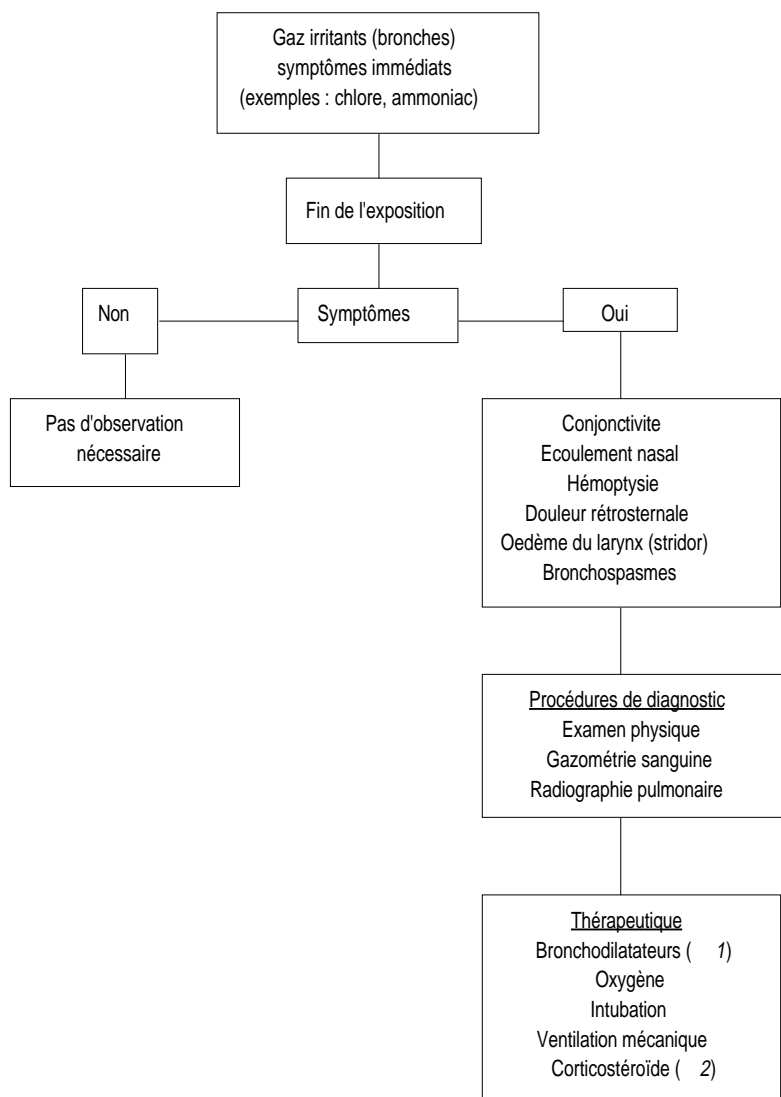 Gaz irritants (bronches)
symptômes immédiats
(exemples : chlore, ammoniac)
Fin de l'exposition
Non
Symptômes
Oui
Pas d'observation
nécessaire
Conjonctivite
Ecoulement nasal
Hémoptysie
Douleur rétrosternale
Oedème du larynx (stridor)
Bronchospasmes
Procédures de diagnostic
Examen physique
Gazométrie sanguine
Radiographie pulmonaire
Thérapeutique
Bronchodilatateurs ( 1)
Oxygène
Intubation
Ventilation mécanique
Corticostéroïde ( 2)